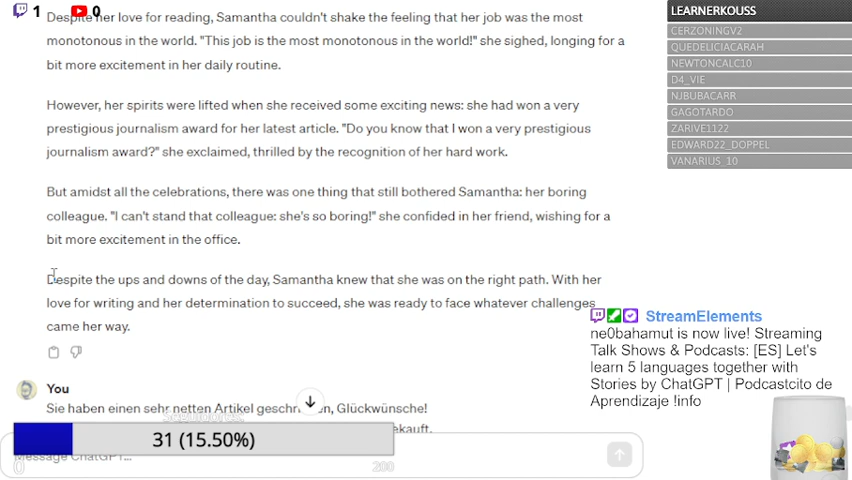 1
0
Despite her love for reading, Samantha couldn't shake the feeling that her job was the most
monotonous in the world. "This job is the most monotonous in the world!" she sighed, longing for a
bit more excitement in her daily routine.
However, her spirits were lifted when she received some exciting news: she had won a very
prestigious journalism award for her latest article. "Do you know that I won a very prestigious
journalism award?" she exclaimed, thrilled by the recognition of her hard work.
But amidst all the celebrations, there was one thing that still bothered Samantha: her boring
colleague. "I can't stand that colleague: she's so boring!" she confided in her friend, wishing for a
bit more excitement in the office.
Despite the ups and downs of the day, Samantha knew that she was on the right path. With her
love for writing and her determination to succeed, she was ready to face whatever challenges
came her way.
You
Sie haben einen sehr netten Artikel geschrieben, Glückwünsche!
ekauft.
31 (15.50%)
Message ChatGPT...
0
200
LEARNERKOUSS
CERZONINGV2
QUEDELICIACARAH
NEWTONCALC10
D4_VIE
NJBUBACARR
GAGOTARDO
ZARIVE1122
EDWARD22_DOPPEL
VANARIUS_10
StreamElements
ne0bahamut is now live! Streaming
Talk Shows & Podcasts: [ES] Let's
learn 5 languages together with
Stories by ChatGPT | Podcastcito de
Aprendizaje !info